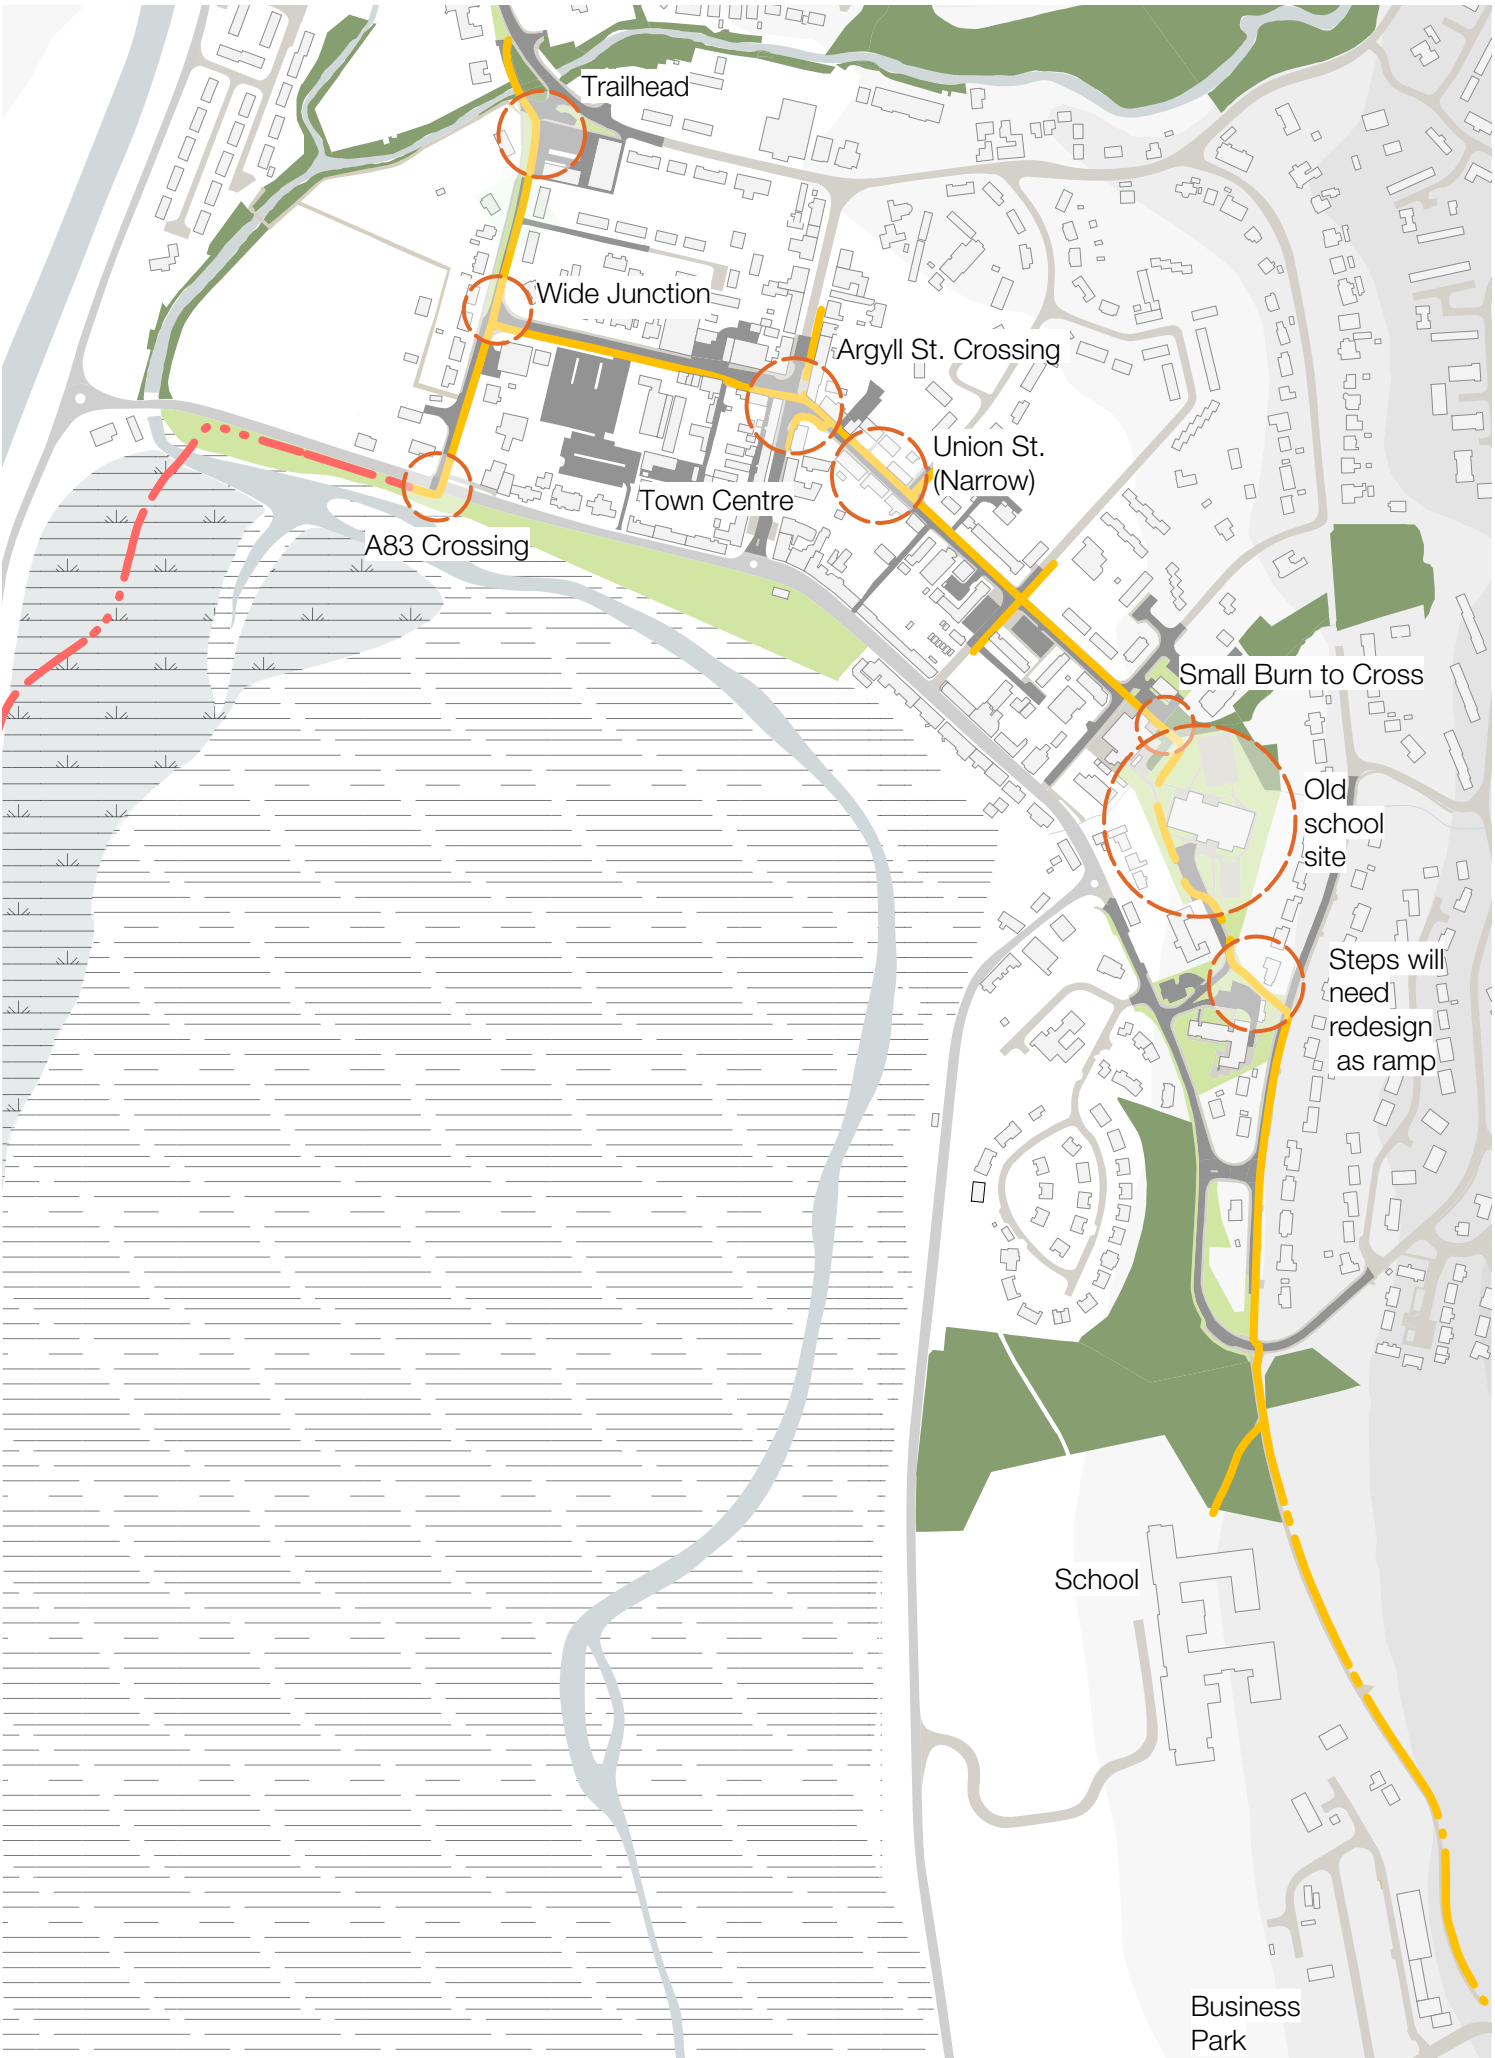 Trailhead
Wide Junction
Argyll St. Crossing
Union St.
(Narrow)
Town Centre
A83 Crossing
Small Burn to Cross
Old
school
site
Steps will
need
redesign
as ramp
School
Business
Park